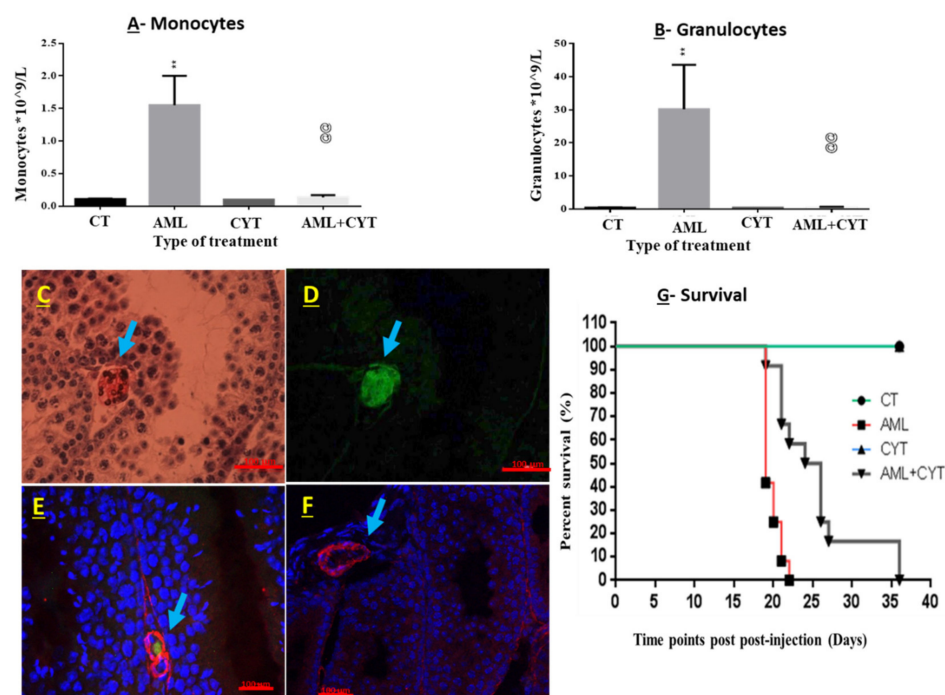 A- Monocytes
Monocytes *10^9/L
2.5
2.0
1.5
1.0
0.5
0.0
**
@@
CT
AML
CYT
AML+CYT
Type of treatment
B- Granulocytes
Granulocytes *10^9/L
50
40
30
20
10
0
**
@@
CT
AML
CYT
AML+CYT
Type of treatment
C
D
100 μm
E
100 μm
F
100 μm
G- Survival
Percent survival (%)
110
100
90
80
70
60
50
40
30
20
10
0
CT
AML
CYT
AML+CYT
0
5
10
15
20
25
30
35
40
Time points post post-injection (Days)